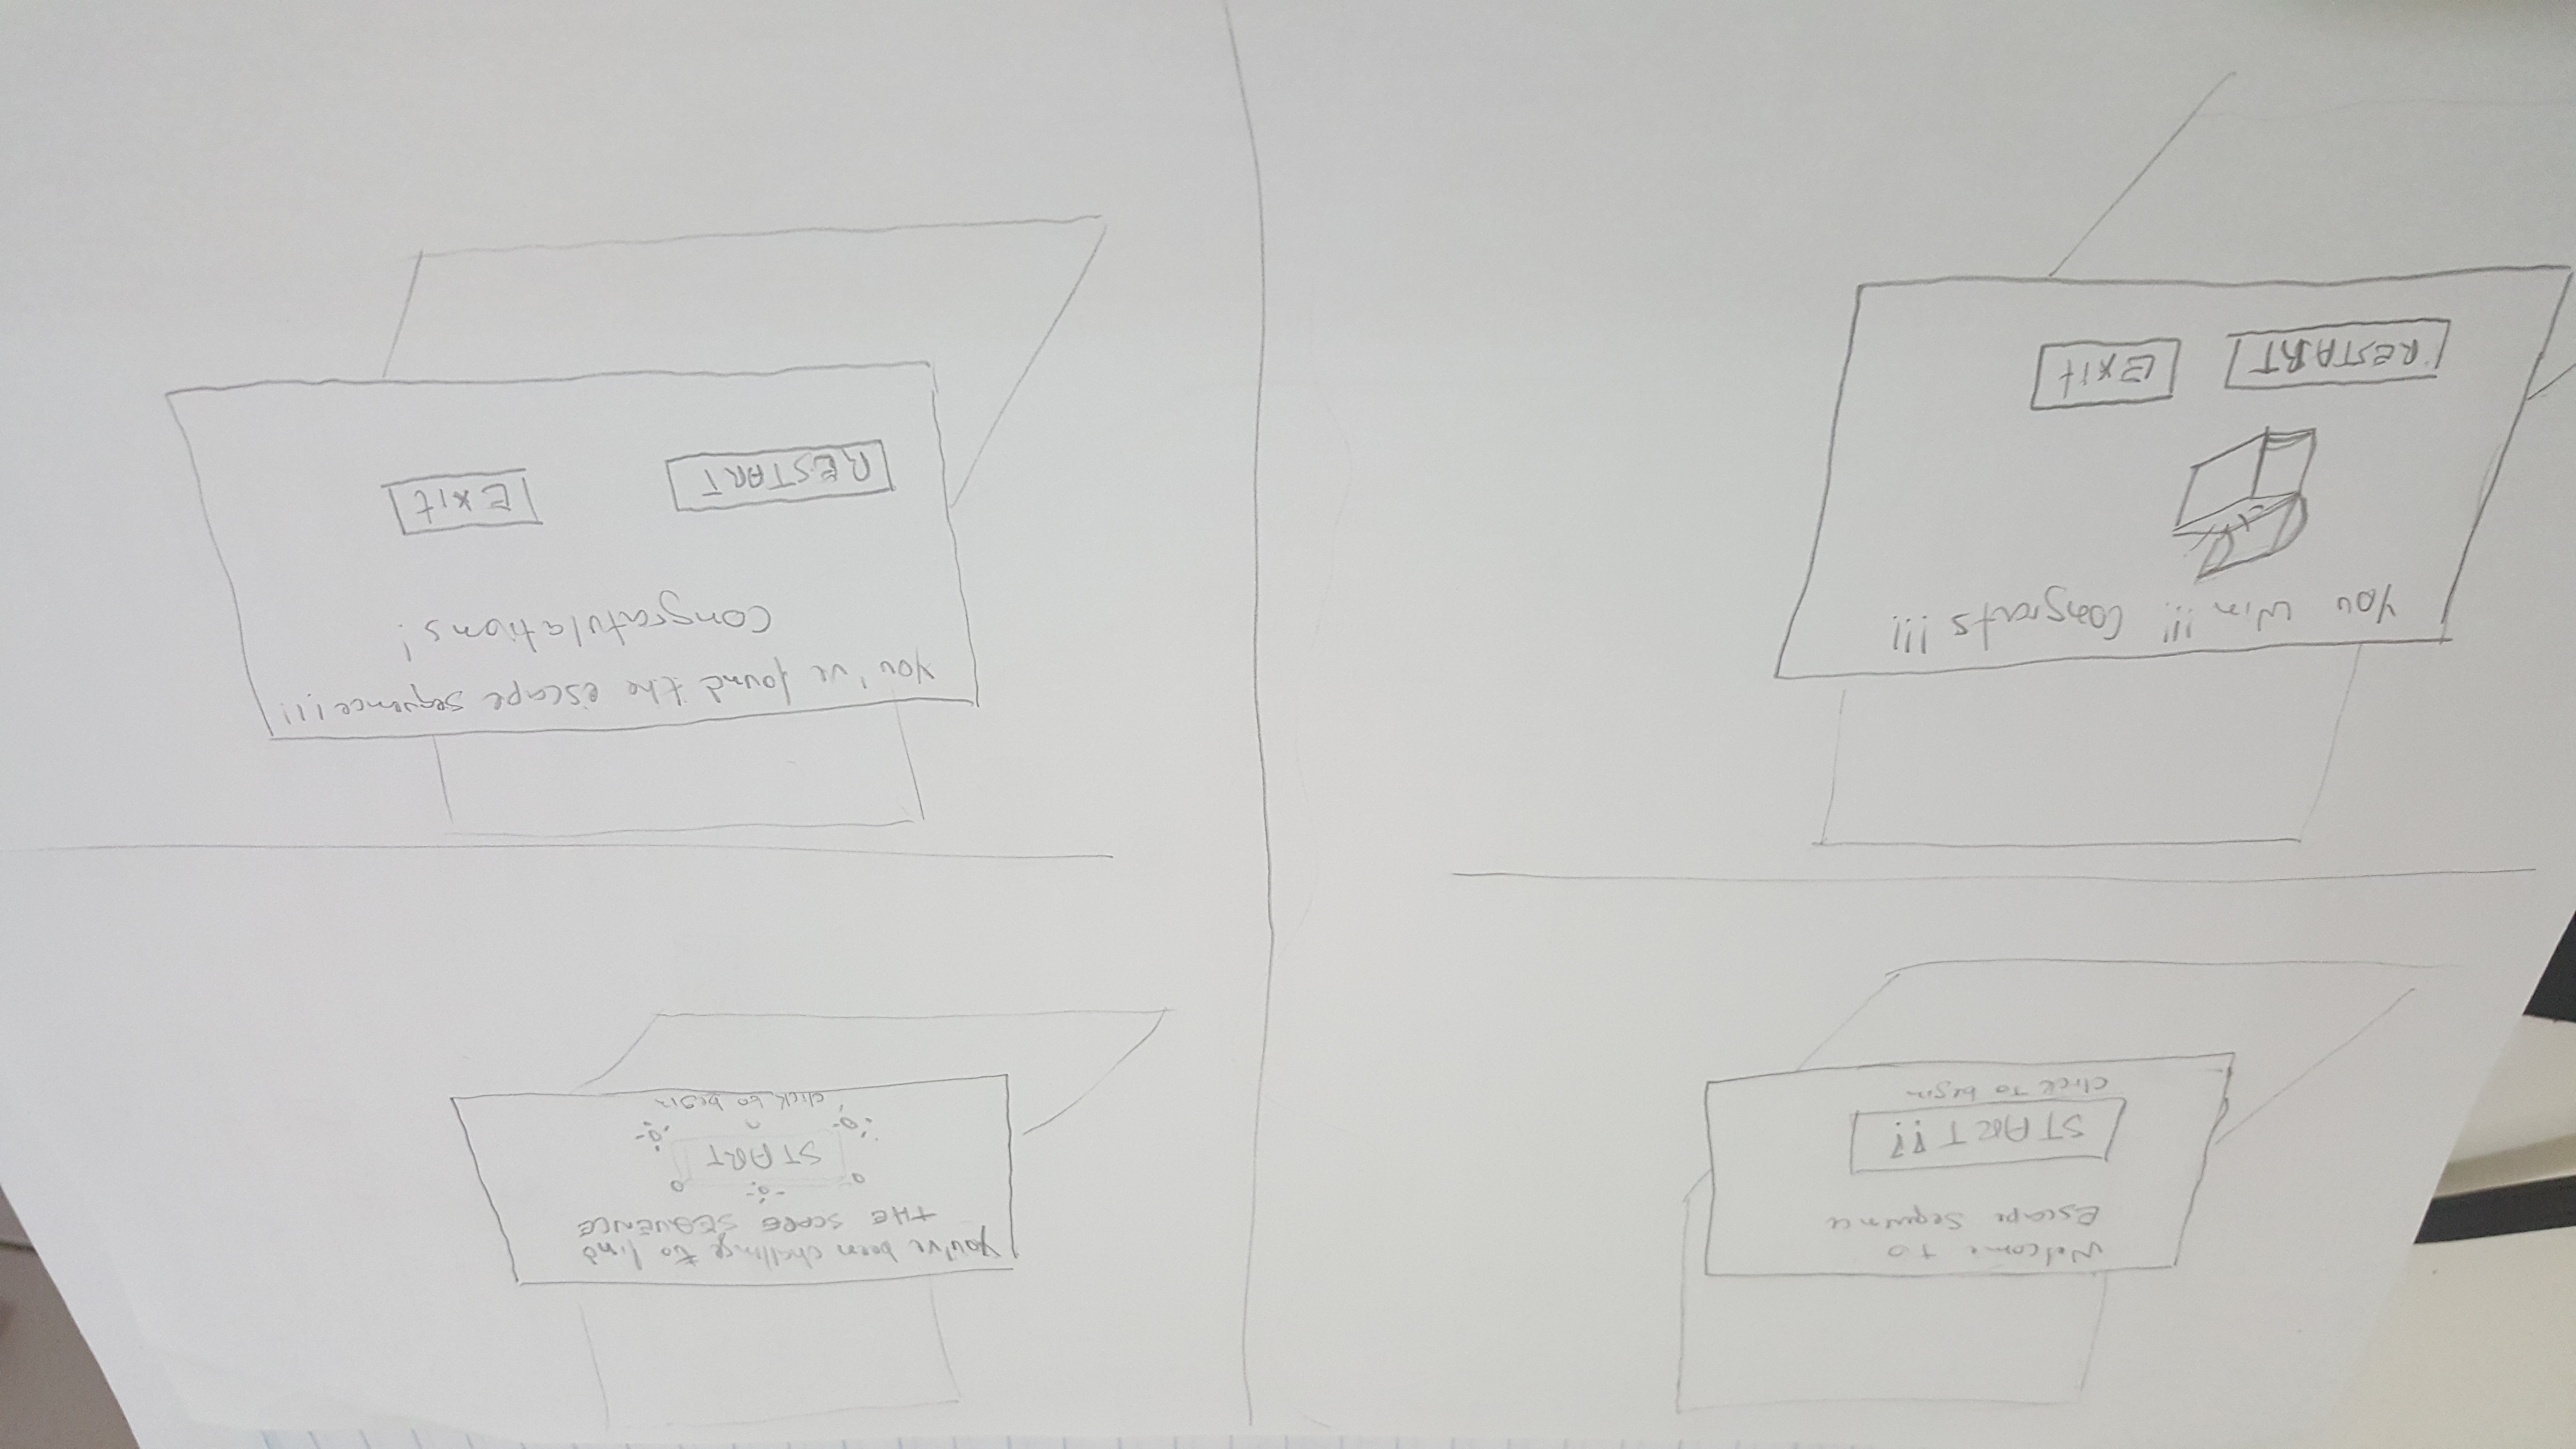 Welcome to
Escape Sequence
START!!
click to begin
You've been challenge to find
THE SCAPE SEQUENCE
START
click to begin
You Win!!! Congrats!!!
RESTART
Exit
You've found the escape sequence!!!
Congratulations!
RESTART
Exit